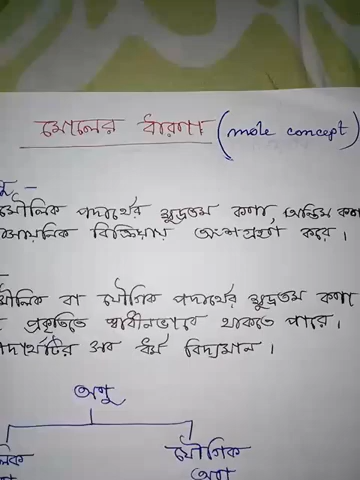 মোলের ধারণা (mole concept)
মৌলিক পদার্থের ক্ষুদ্রতম কণা, অন্তিম কণা
রাসায়নিক বিক্রিয়ায় অংশগ্রহণ করে ।
মৌলিক বা যৌগিক পদার্থের ক্ষুদ্রতম কণা
প্রকৃতিতে স্বাধীনভাবে থাকতে পারে ।
পদার্থটির সব ধর্ম বিদ্যমান ।
অণু
যৌগিক
অণু